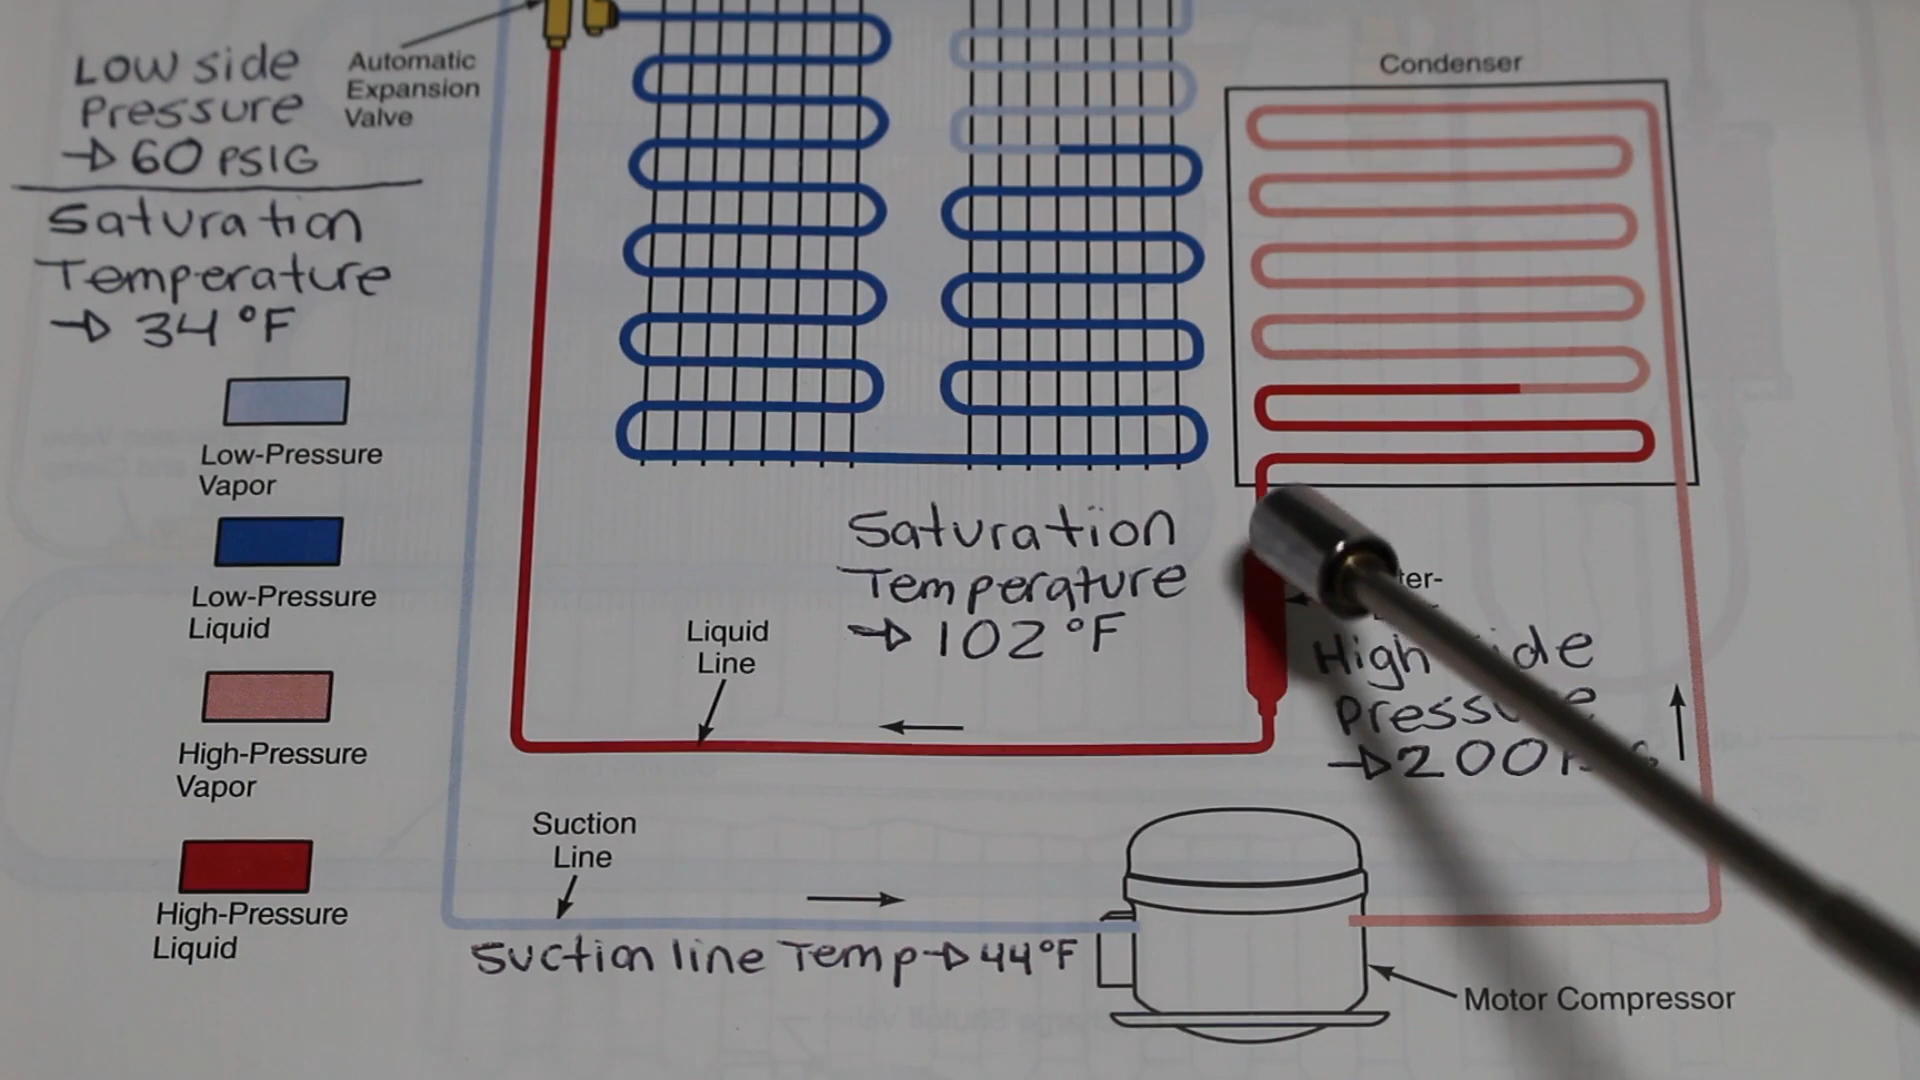 Low side
Pressure
→ 60 PSIG
Saturation
Temperature
→ 34°F
Automatic
Expansion
Valve
Condenser
Low-Pressure
Vapor
Low-Pressure
Liquid
High-Pressure
Vapor
High-Pressure
Liquid
Saturation
Temperature
→ 102°F
Liquid
Line
High
→ 200
Suction
Line
Suction line Temp → 44°F
Motor Compressor